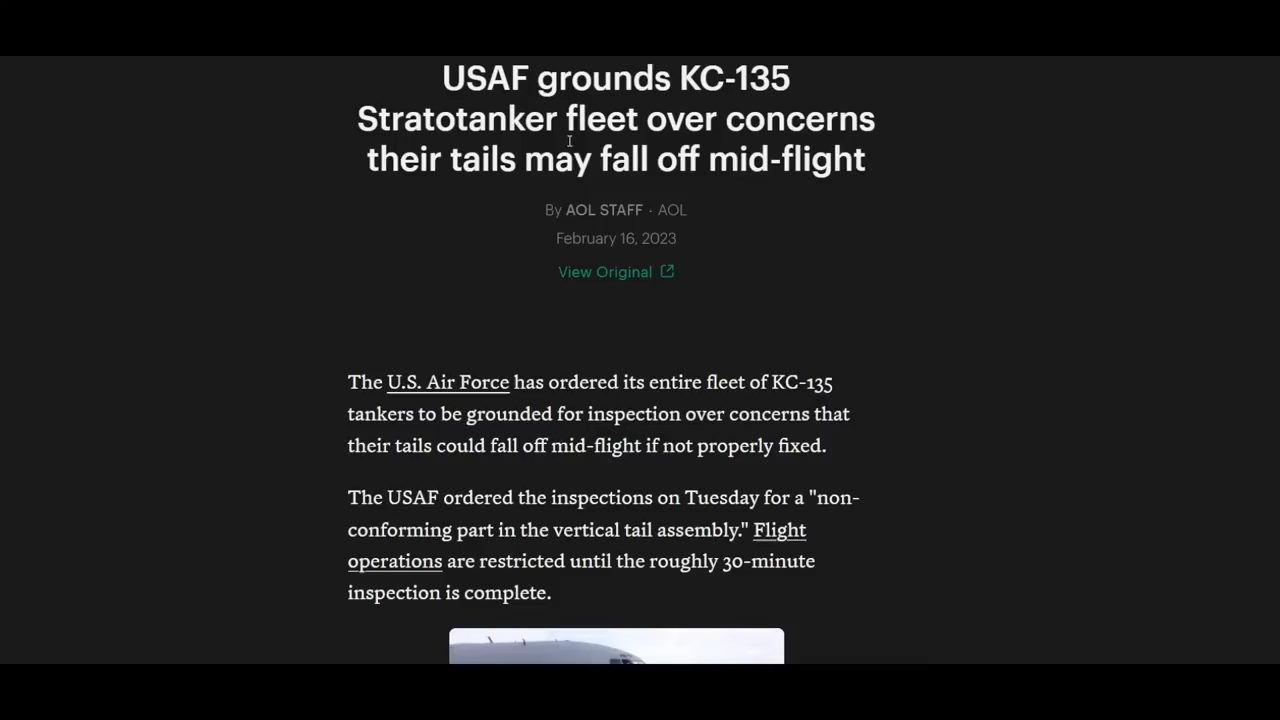 USAF grounds KC-135
Stratotanker fleet over concerns
their tails may fall off mid-flight
By AOL STAFF · AOL
February 16, 2023
View Original
The U.S. Air Force has ordered its entire fleet of KC-135
tankers to be grounded for inspection over concerns that
their tails could fall off mid-flight if not properly fixed.
The USAF ordered the inspections on Tuesday for a "non-
conforming part in the vertical tail assembly." Flight
operations are restricted until the roughly 30-minute
inspection is complete.